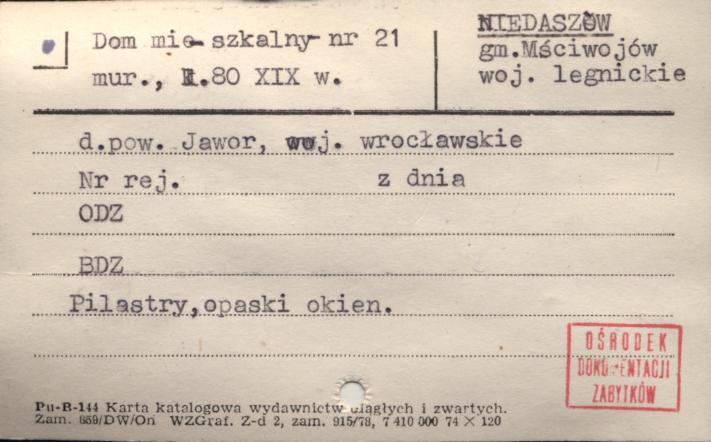 Dom mie szkalny nr 21
mur., l.80 XIX w.
NIEDASZÓW
gm.Mściwojów
woj. legnickie
d.pow. Jawor, woj. wrocławskie
Nr rej. z dnia
ODZ
BDZ
Pilastry,opaski okien.
OŚRODEK
DOKUMENTACJI
ZABYTKÓW
Pu-B-144 Karta katalogowa wydawnictw ciągłych i zwartych.
Zam. 859/DW/On WZGraf. Z-d 2, zam. 915/78, 7 410 000 74 × 120